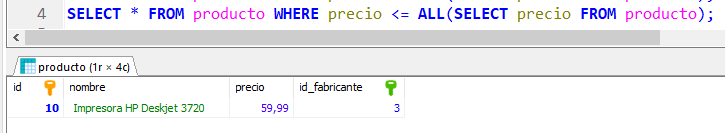 4 SELECT * FROM producto WHERE precio <= ALL(SELECT precio FROM producto);
producto (1r × 4c)
id nombre precio id_fabricante
10 Impresora HP Deskjet 3720 59,99 3